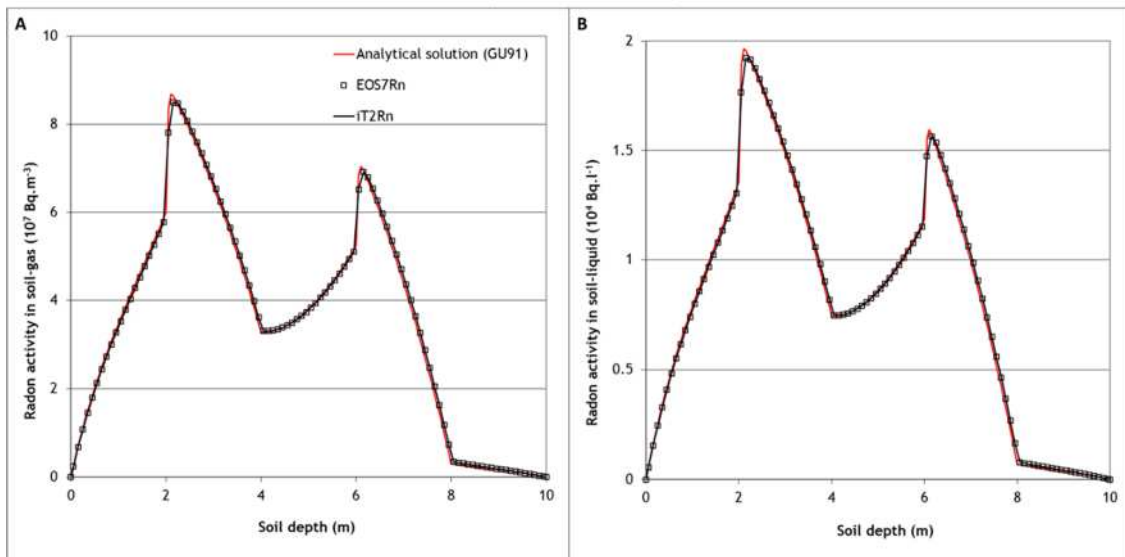 A
10
8
6
4
2
0
Radon activity in soil-gas (10⁷ Bq.m⁻³)
Analytical solution (GU91)
EOS7Rn
iT2Rn
0 2 4 6 8 10
Soil depth (m)
B
2
1.5
1
0.5
0
Radon activity in soil-liquid (10⁴ Bq.l⁻¹)
0 2 4 6 8 10
Soil depth (m)